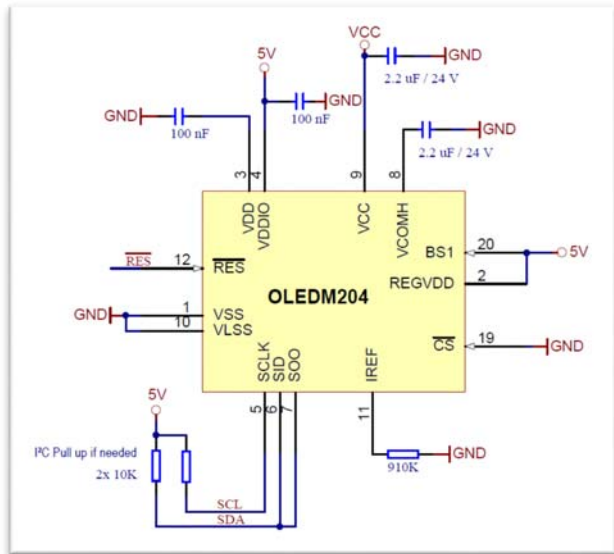 VCC
5V
GND
2.2 uF / 24 V
GND
100 nF
GND
100 nF
GND
2.2 uF / 24 V
3
4
9
8
VDD
VDDIO
VCC
VCOMH
RES
12
RES
BS1
20
5V
REGVDD
2
OLEDM204
GND
1
VSS
10
VLSS
CS
19
GND
SCLK
SID
SOO
IREF
5
6
7
11
5V
I²C Pull up if needed
2x 10K
910K
GND
SCL
SDA